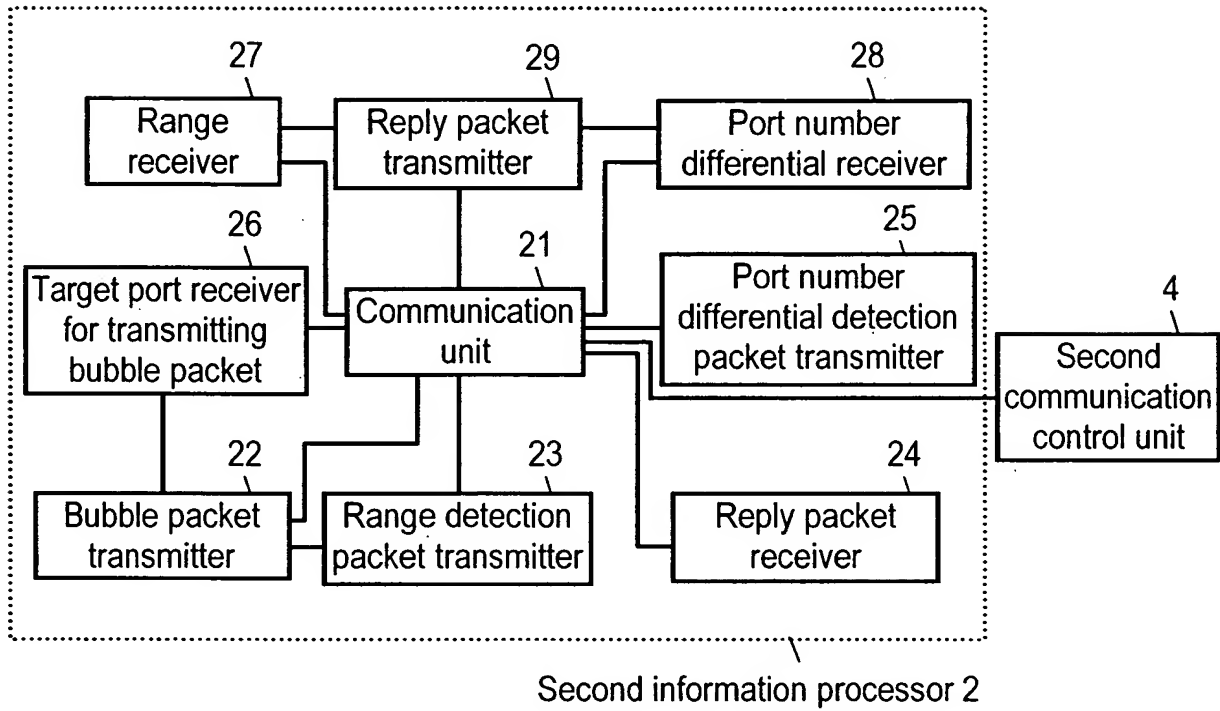 27
Range
receiver
29
Reply packet
transmitter
28
Port number
differential receiver
26
Target port receiver
for transmitting
bubble packet
21
Communication
unit
25
Port number
differential detection
packet transmitter
4
Second
communication
control unit
22
Bubble packet
transmitter
23
Range detection
packet transmitter
24
Reply packet
receiver
Second information processor 2